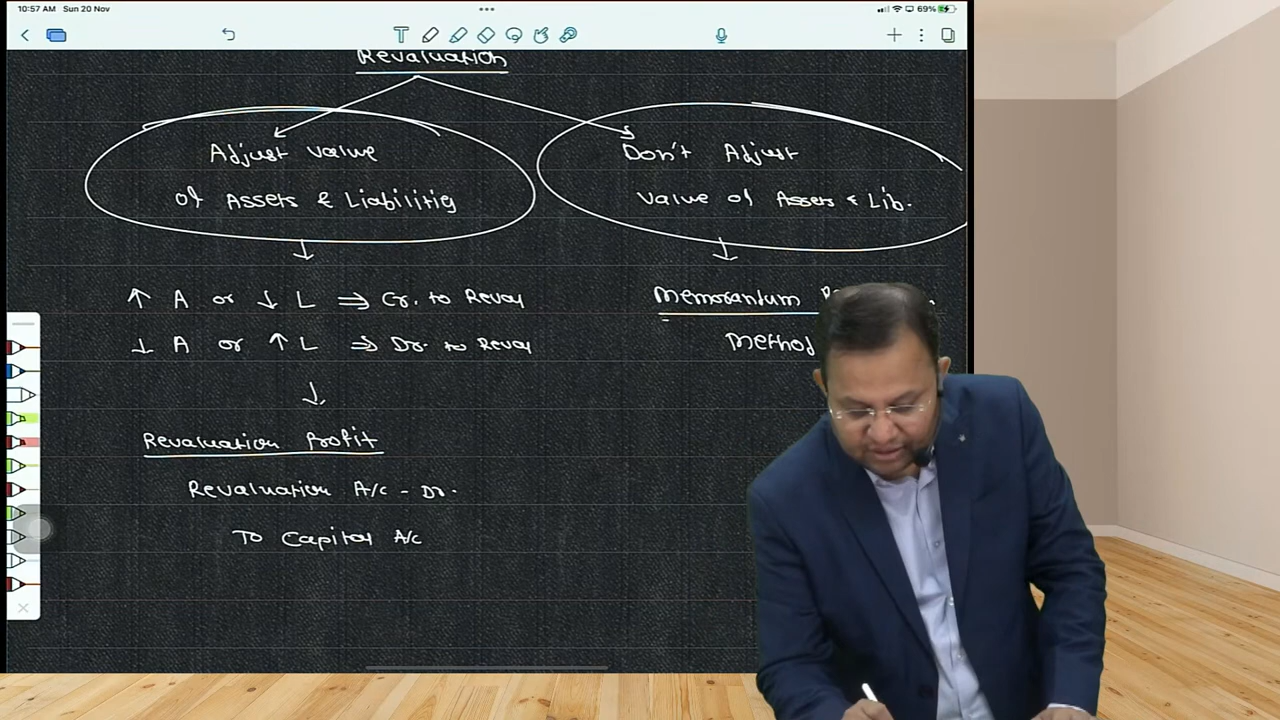 10:57 AM Sun 20 Nov
69%
Revaluation
Adjust value
of Assets & Liabilities
Don't Adjust
value of Assets & Lib.
↑ A or ↓ L ⇒ Cr. to Reval
↓ A or ↑ L ⇒ Dr. to Reval
Memorandum
Method
Revaluation Profit
Revaluation A/c - Dr.
To Capital A/c